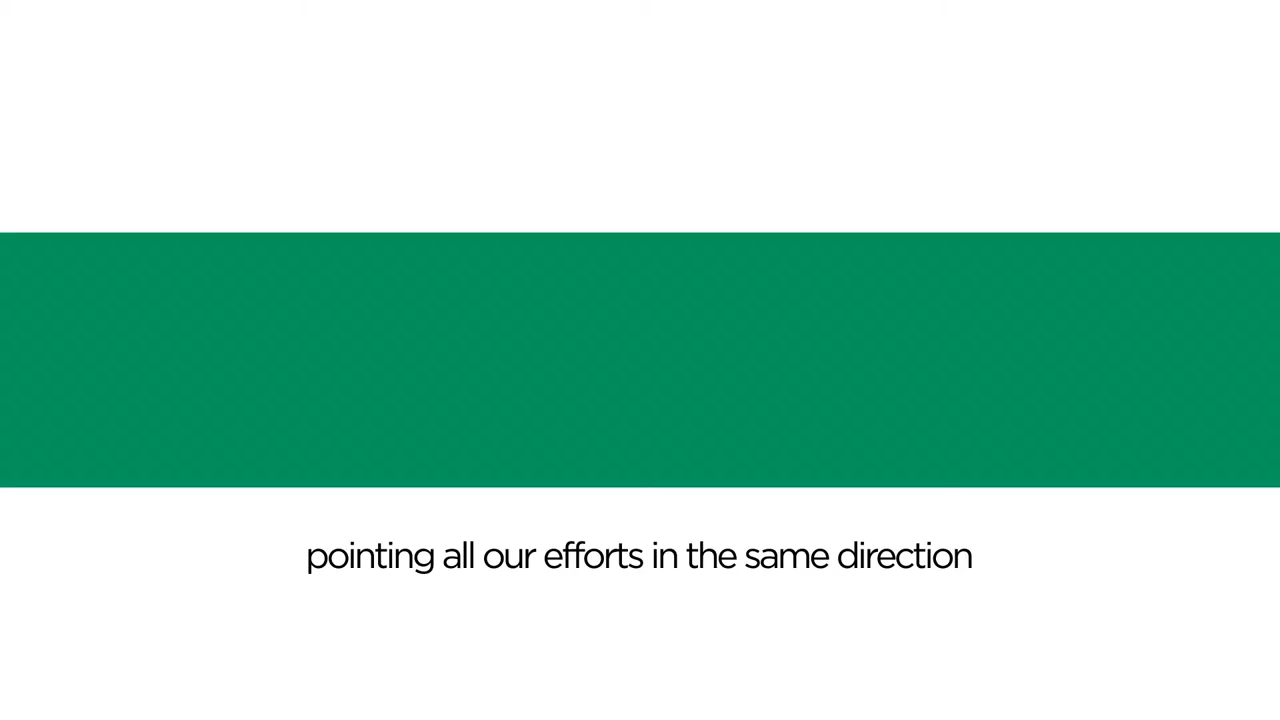 pointing all our efforts in the same direction